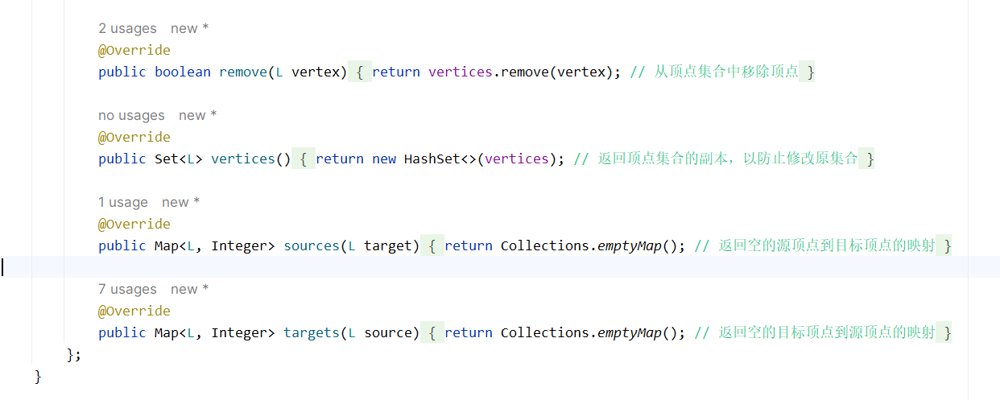 2 usages new *
@Override
public boolean remove(L vertex) { return vertices.remove(vertex); // 从顶点集合中移除顶点 }
no usages new *
@Override
public Set<L> vertices() { return new HashSet<>(vertices); // 返回顶点集合的副本，以防止修改原集合 }
1 usage new *
@Override
public Map<L, Integer> sources(L target) { return Collections.emptyMap(); // 返回空的源顶点到目标顶点的映射 }
7 usages new *
@Override
public Map<L, Integer> targets(L source) { return Collections.emptyMap(); // 返回空的目标顶点到源顶点的映射 }
};
}